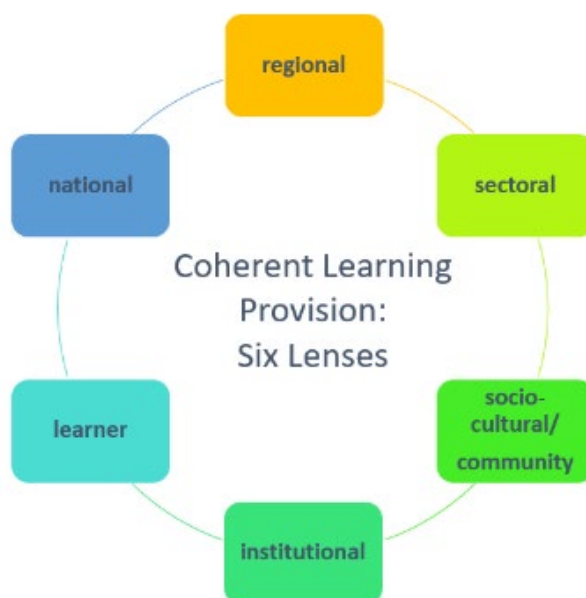 regional
national
sectoral
Coherent Learning
Provision:
Six Lenses
learner
socio-
cultural/
community
institutional